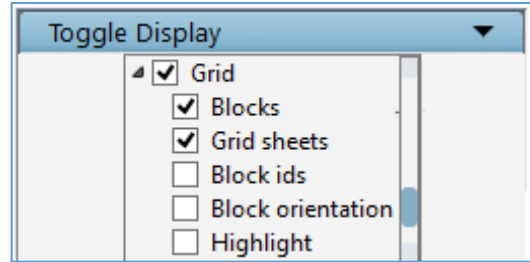 Toggle Display
Grid
Blocks
Grid sheets
Block ids
Block orientation
Highlight